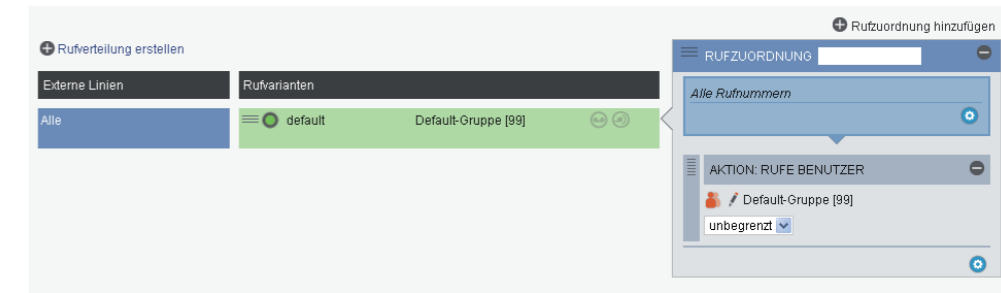 Rufzuordnung hinzufügen
Rufverteilung erstellen
Externe Linien
Rufvarianten
Alle
default
Default-Gruppe [99]
RUFZUORDNUNG
Alle Rufnummern
AKTION: RUFE BENUTZER
Default-Gruppe [99]
unbegrenzt